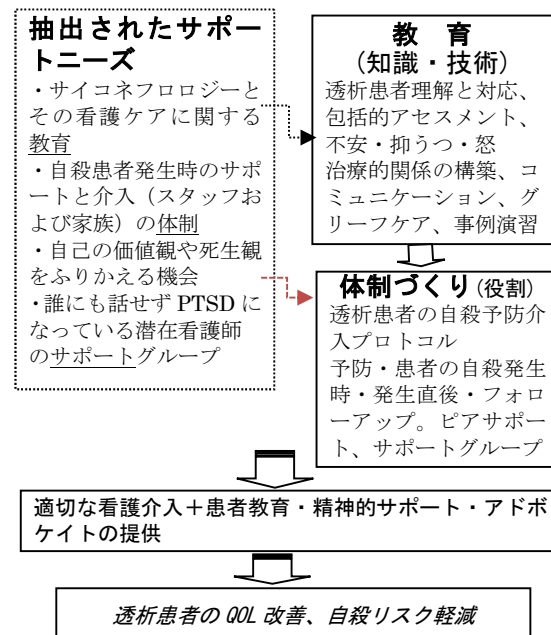 抽出されたサポー
トニーズ
・サイコネフロロジーと
その看護ケアに関する
教育
・自殺患者発生時のサポ
ートと介入（スタッフお
よび家族）の体制
・自己の価値観や死生観
をふりかえる機会
・誰にも話せず PTSD に
なっている潜在看護師
のサポートグループ
教　育
（知識・技術）
透析患者理解と対応、
包括的アセスメント、
不安・抑うつ・怒
治療的関係の構築、コ
ミュニケーション、グ
リーフケア、事例演習
体制づくり（役割）
透析患者の自殺予防介
入プロトコル
予防・患者の自殺発生
時・発生直後・フォロ
ーアップ。ピアサポー
ト、サポートグループ
適切な看護介入＋患者教育・精神的サポート・アドボ
ケイトの提供
透析患者の QOL 改善、自殺リスク軽減